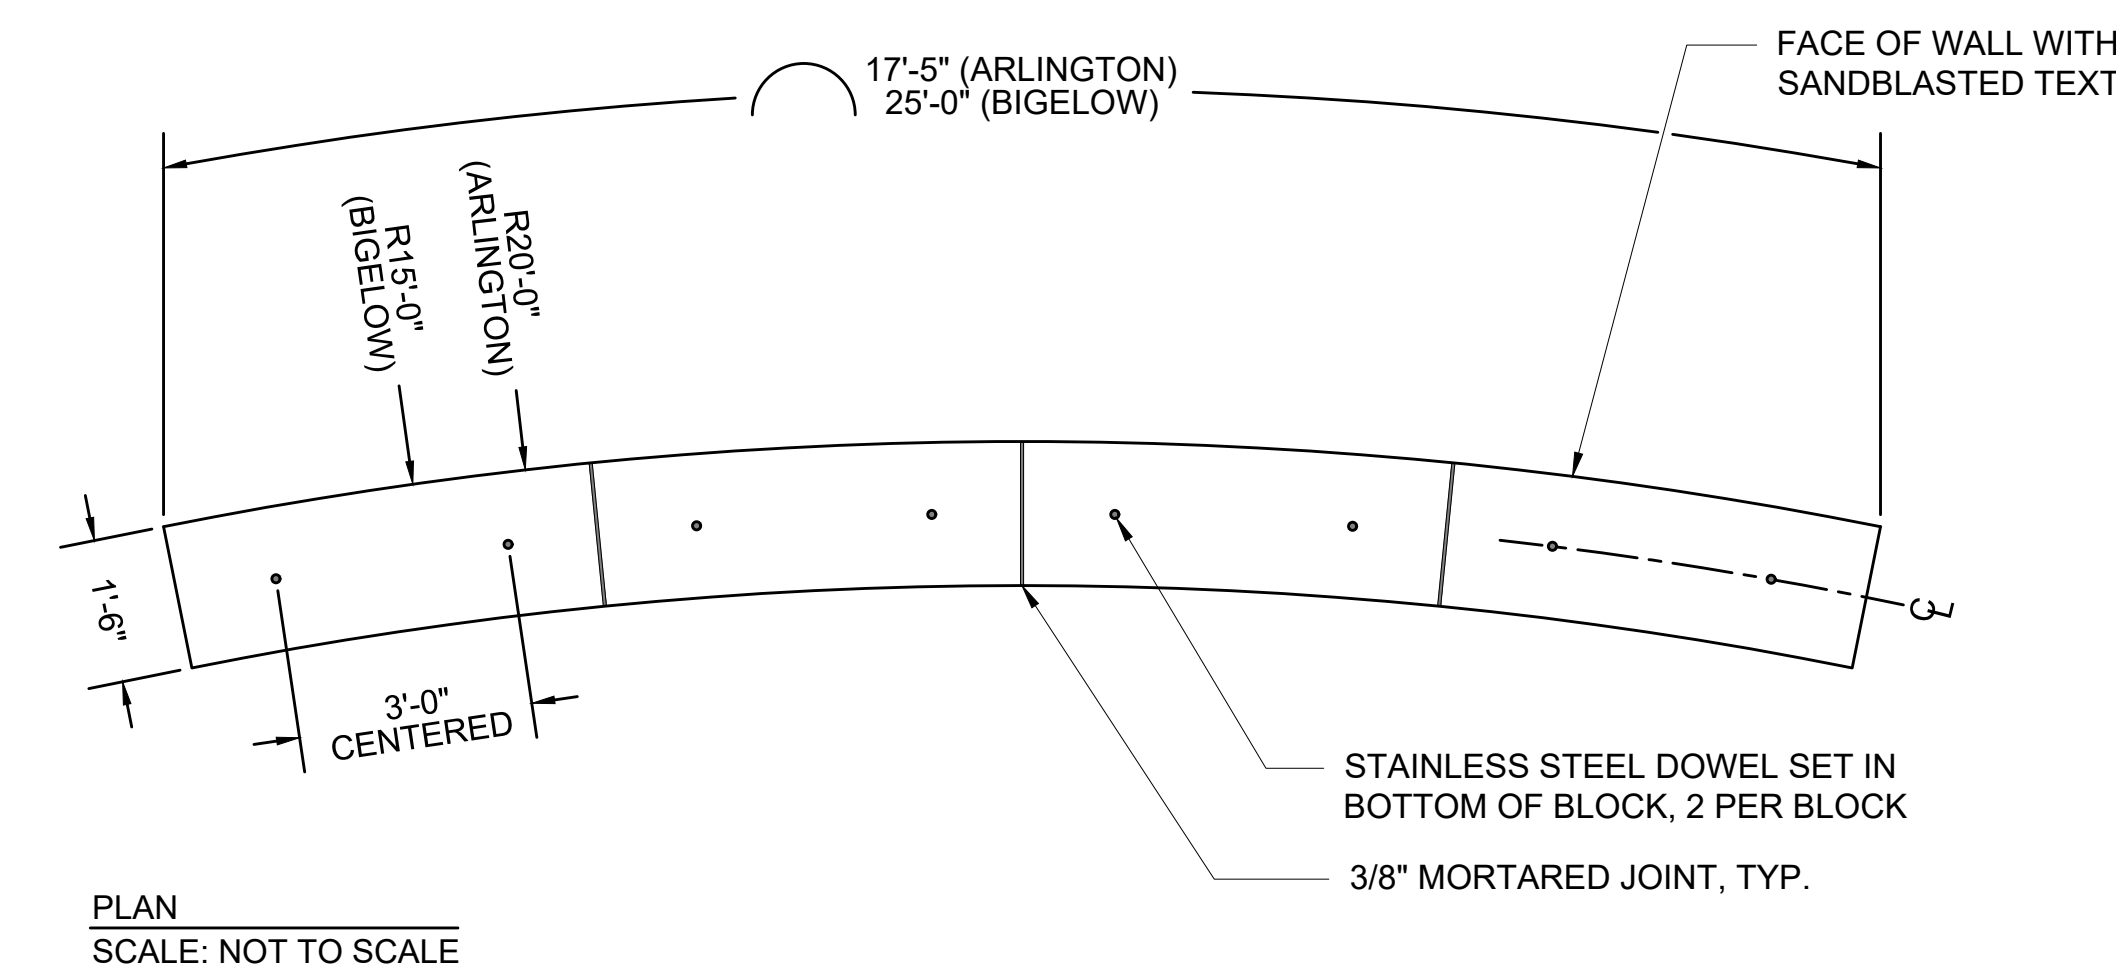 17'-5" (ARLINGTON)
25'-0" (BIGELOW)
FACE OF WALL WITH
SANDBLASTED TEXT
R15'-0"
(BIGELOW)
R20'-0"
(ARLINGTON)
1'-6"
3'-0"
CENTERED
CL
STAINLESS STEEL DOWEL SET IN
BOTTOM OF BLOCK, 2 PER BLOCK
3/8" MORTARED JOINT, TYP.
PLAN
SCALE: NOT TO SCALE